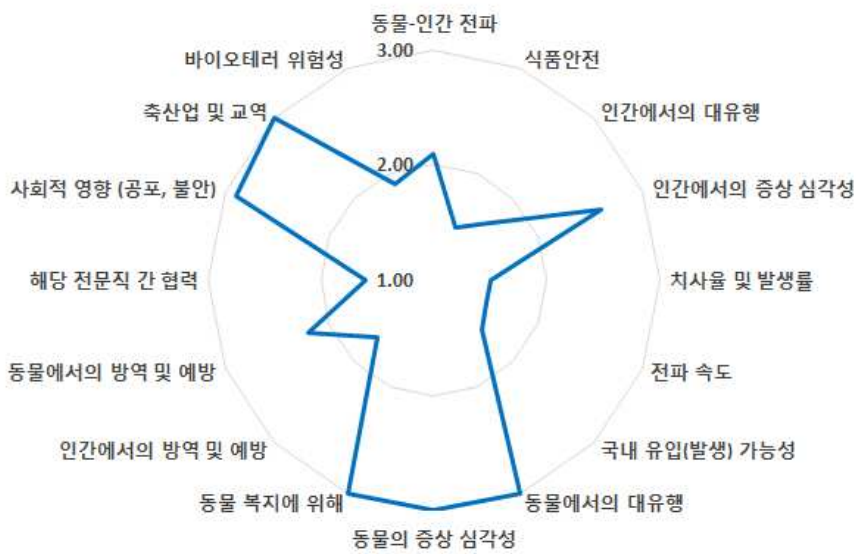 동물-인간 전파
3.00
바이오테러 위험성
식품안전
축산업 및 교역
인간에서의 대유행
2.00
사회적 영향 (공포, 불안)
인간에서의 증상 심각성
해당 전문직 간 협력
1.00
치사율 및 발생률
동물에서의 방역 및 예방
전파 속도
인간에서의 방역 및 예방
국내 유입(발생) 가능성
동물 복지에 위해
동물에서의 대유행
동물의 증상 심각성